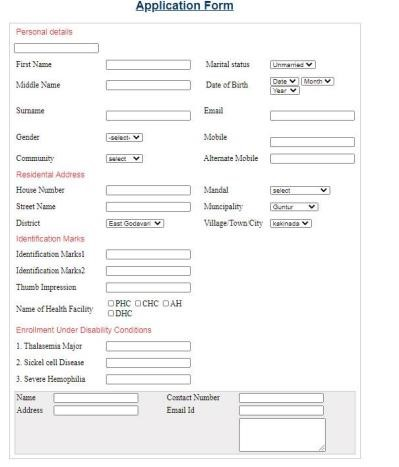 Application Form
Personal details
First Name Marital status Unmarried
Middle Name Date of Birth Date Month
Year
Surname Email
Gender -select- Mobile
Community select Alternate Mobile
Residental Address
House Number Mandal select
Street Name Muncipality Guntur
District East Godavari Village/Town/City kakinada
Identification Marks
Identification Marks1
Identification Marks2
Thumb Impression
Name of Health Facility PHC CHC AH
DHC
Enrollment Under Disability Conditions
1. Thalasemia Major
2. Sickel cell Disease
3. Severe Hemophilia
Name Contact Number
Address Email Id